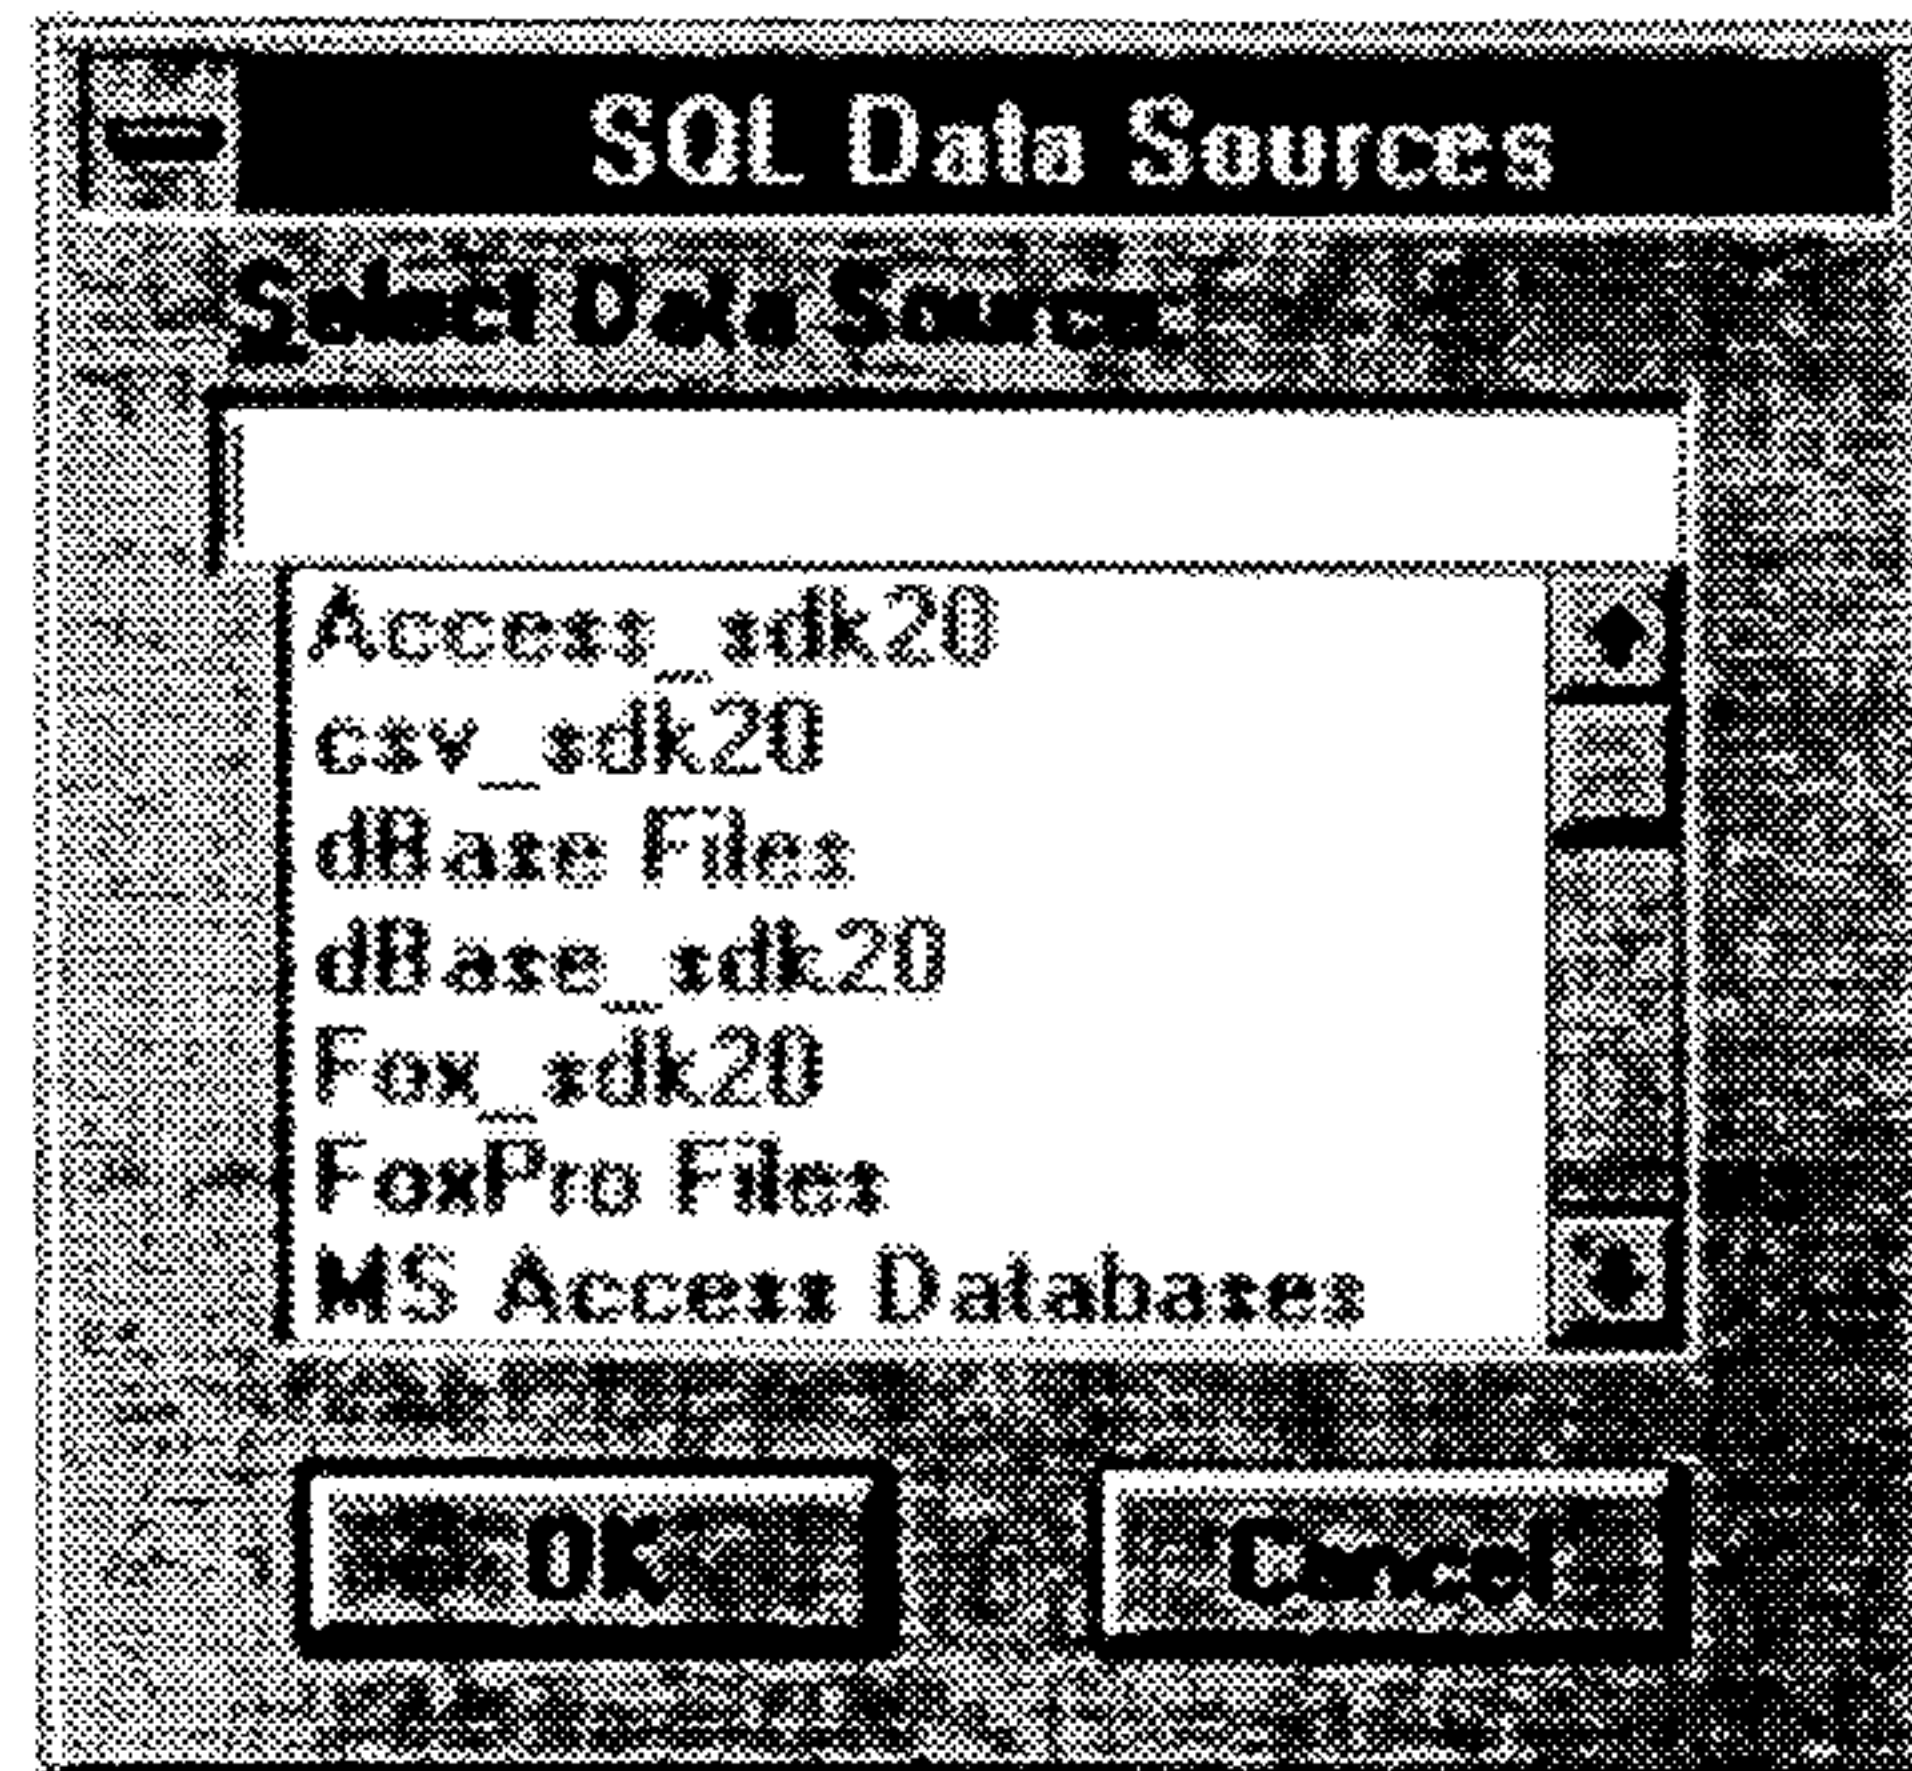 SQL Data Sources
Select Data Source:
Access_sdk20
csv_sdk20
dBase Files
dBase_sdk20
Fox_sdk20
FoxPro Files
MS Access Databases
OK
Cancel